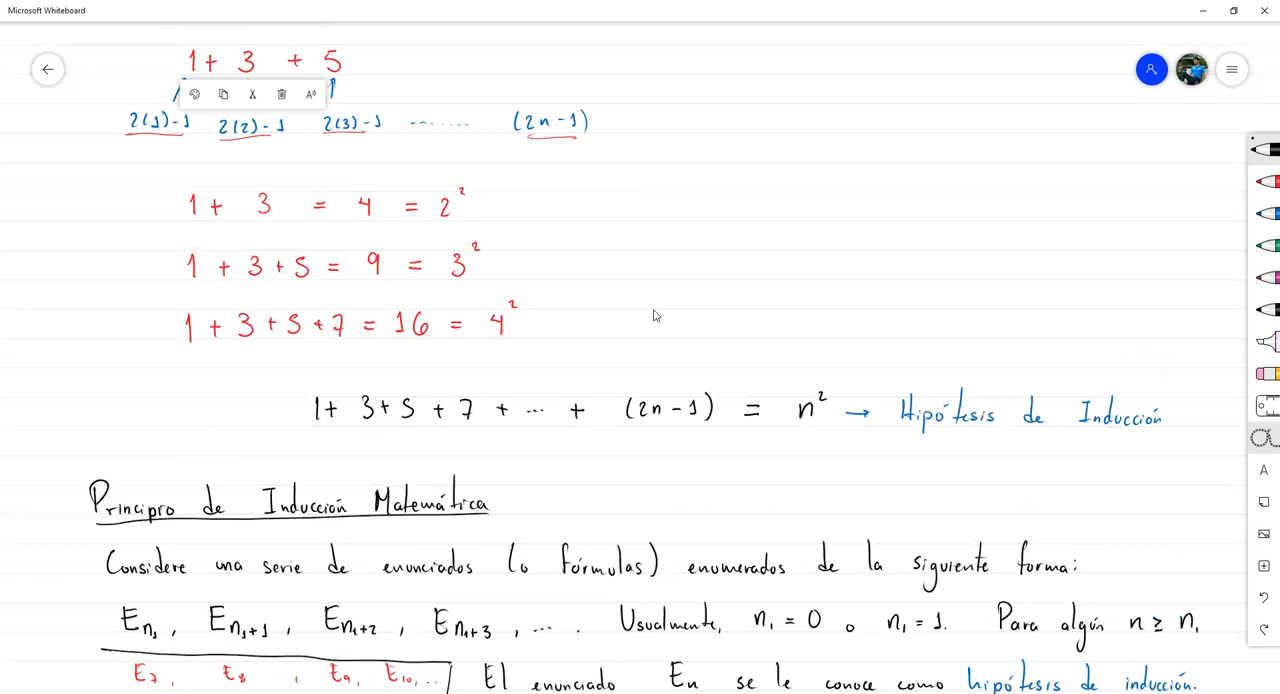 Microsoft Whiteboard
1 + 3 + 5
2(1)-1 2(2)-1 2(3)-1 ........ (2n-1)
1 + 3 = 4 = 2²
1 + 3 + 5 = 9 = 3²
1 + 3 + 5 + 7 = 16 = 4²
1 + 3 + 5 + 7 + ... + (2n-1) = n² → Hipótesis de Inducción
Principio de Inducción Matemática
Considere una serie de enunciados (o fórmulas) enumerados de la siguiente forma:
En₁, En₁+1, En₁+2, En₁+3, .... Usualmente, n₁ = 0 o n₁ = 1. Para algún n ≥ n₁
E₇, E₈, E₉, E₁₀,... El enunciado En se le conoce como hipótesis de inducción.